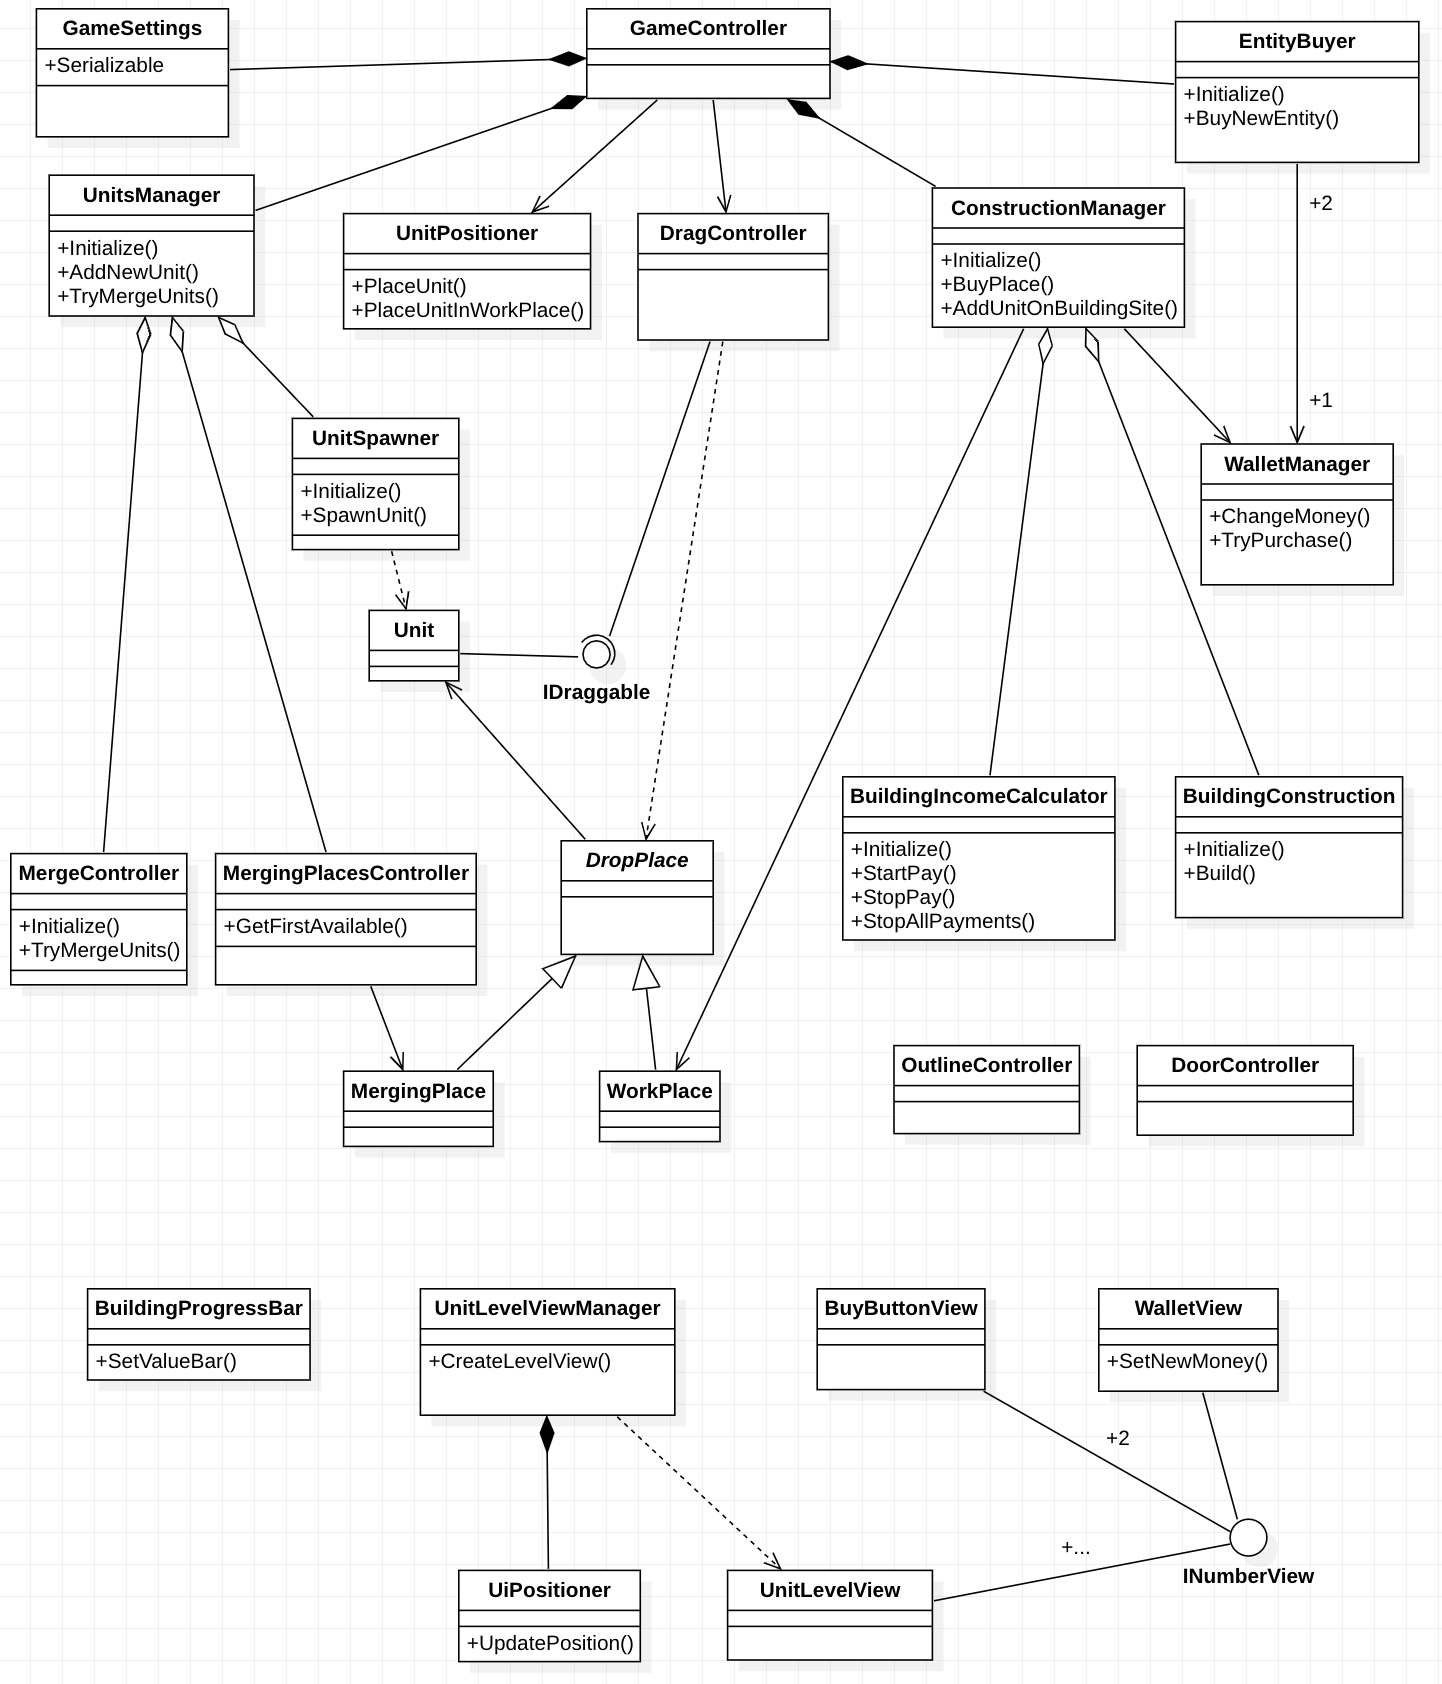 GameSettings
+Serializable
GameController
EntityBuyer
+Initialize()
+BuyNewEntity()
UnitsManager
+Initialize()
+AddNewUnit()
+TryMergeUnits()
UnitPositioner
+PlaceUnit()
+PlaceUnitInWorkPlace()
DragController
ConstructionManager
+Initialize()
+BuyPlace()
+AddUnitOnBuildingSite()
+2
+1
UnitSpawner
+Initialize()
+SpawnUnit()
WalletManager
+ChangeMoney()
+TryPurchase()
Unit
IDraggable
MergeController
+Initialize()
+TryMergeUnits()
MergingPlacesController
+GetFirstAvailable()
DropPlace
BuildingIncomeCalculator
+Initialize()
+StartPay()
+StopPay()
+StopAllPayments()
BuildingConstruction
+Initialize()
+Build()
MergingPlace
WorkPlace
OutlineController
DoorController
BuildingProgressBar
+SetValueBar()
UnitLevelViewManager
+CreateLevelView()
BuyButtonView
WalletView
+SetNewMoney()
+2
+...
INumberView
UiPositioner
+UpdatePosition()
UnitLevelView